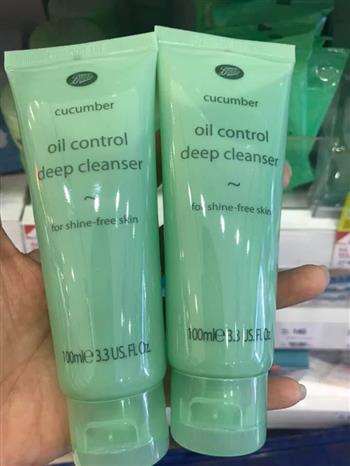 Boots
cucumber
oil control
deep cleanser
~
for shine-free skin
100ml℮ 3.3 US. FL. Oz.
Boots
cucumber
oil control
deep cleanser
~
for shine-free skin
100ml℮ 3.3 US. FL. Oz.